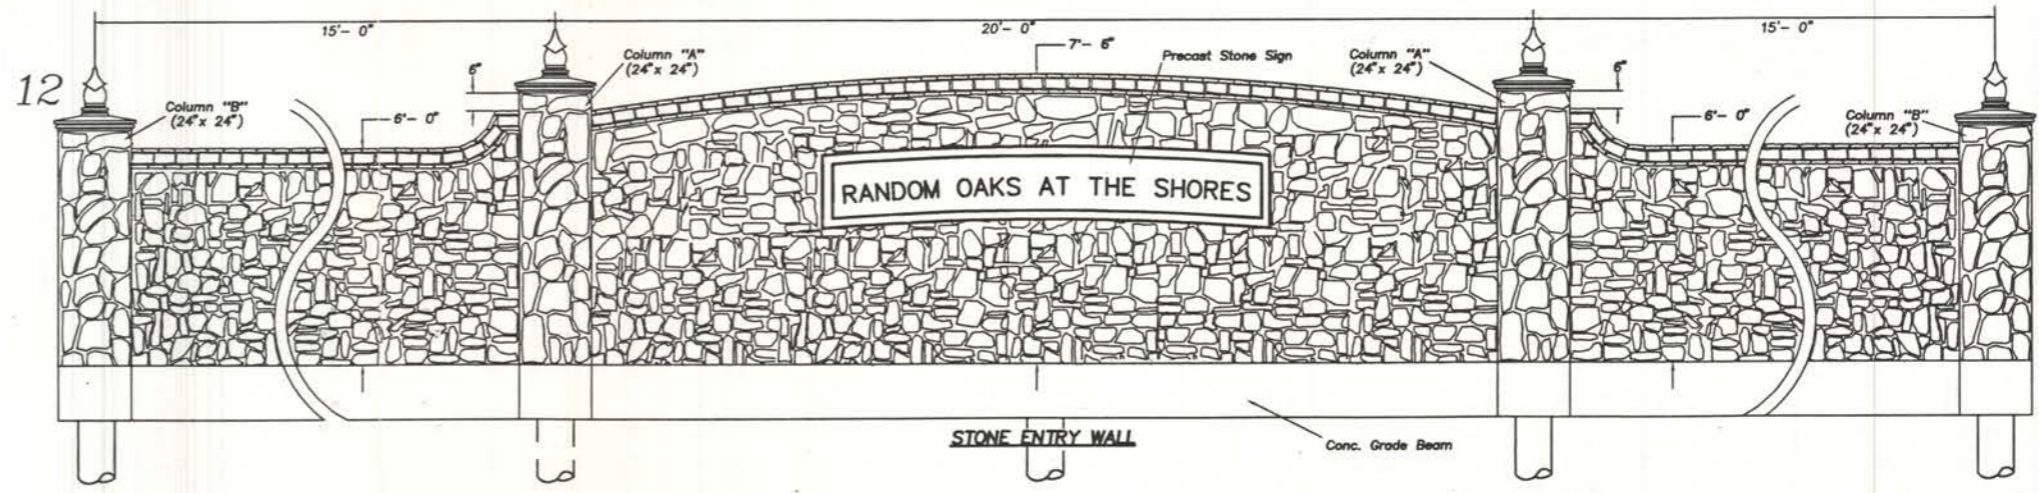 15'- 0"
20'- 0"
15'- 0"
12
Column "B"
(24"x 24")
6'- 0"
6"
Column "A"
(24"x 24")
7'- 6"
Precast Stone Sign
Column "A"
(24"x 24")
6"
6'- 0"
Column "B"
(24"x 24")
RANDOM OAKS AT THE SHORES
STONE ENTRY WALL
Conc. Grade Beam